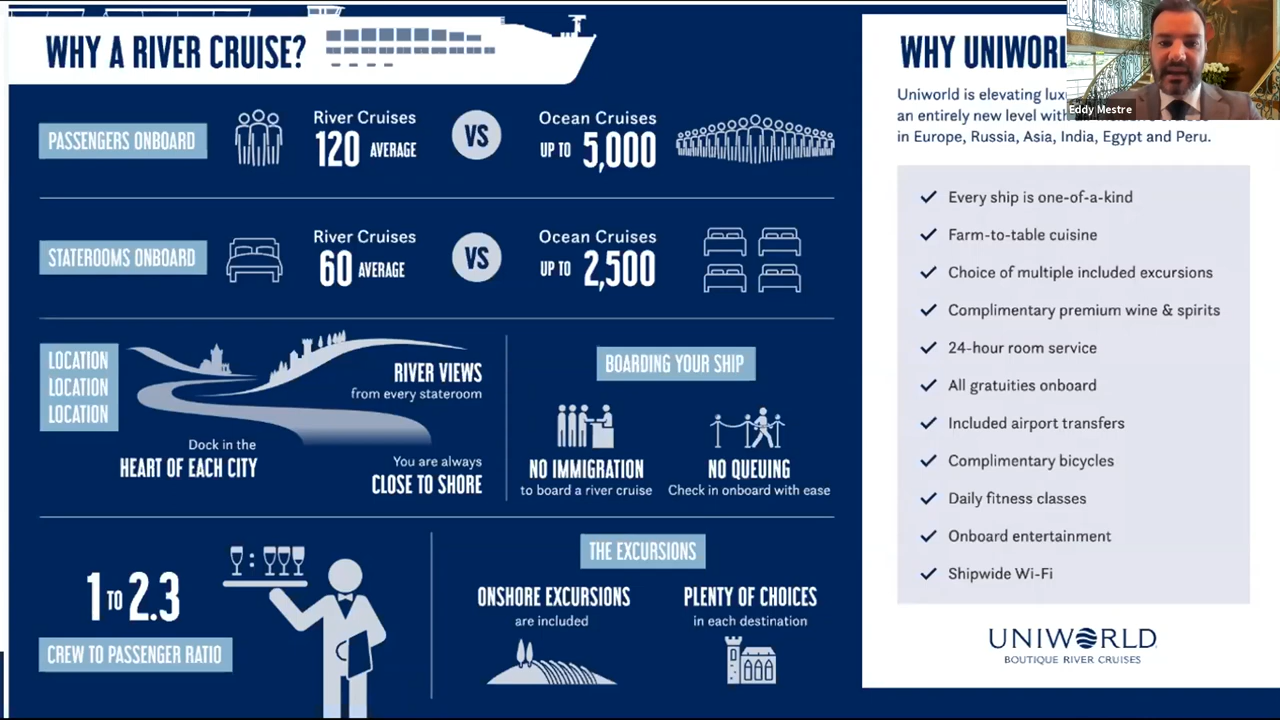 WHY A RIVER CRUISE?
PASSENGERS ONBOARD
River Cruises
120 AVERAGE
VS
Ocean Cruises
UP TO 5,000
STATEROOMS ONBOARD
River Cruises
60 AVERAGE
VS
Ocean Cruises
UP TO 2,500
LOCATION
LOCATION
LOCATION
RIVER VIEWS
from every stateroom
Dock in the
HEART OF EACH CITY
You are always
CLOSE TO SHORE
BOARDING YOUR SHIP
NO IMMIGRATION
to board a river cruise
NO QUEUING
Check in onboard with ease
1 TO 2.3
CREW TO PASSENGER RATIO
THE EXCURSIONS
ONSHORE EXCURSIONS
are included
PLENTY OF CHOICES
in each destination
WHY UNIWORL
Eddy Mestre
Uniworld is elevating lux
an entirely new level with
in Europe, Russia, Asia, India, Egypt and Peru.
Every ship is one-of-a-kind
Farm-to-table cuisine
Choice of multiple included excursions
Complimentary premium wine & spirits
24-hour room service
All gratuities onboard
Included airport transfers
Complimentary bicycles
Daily fitness classes
Onboard entertainment
Shipwide Wi-Fi
UNIWORLD
BOUTIQUE RIVER CRUISES